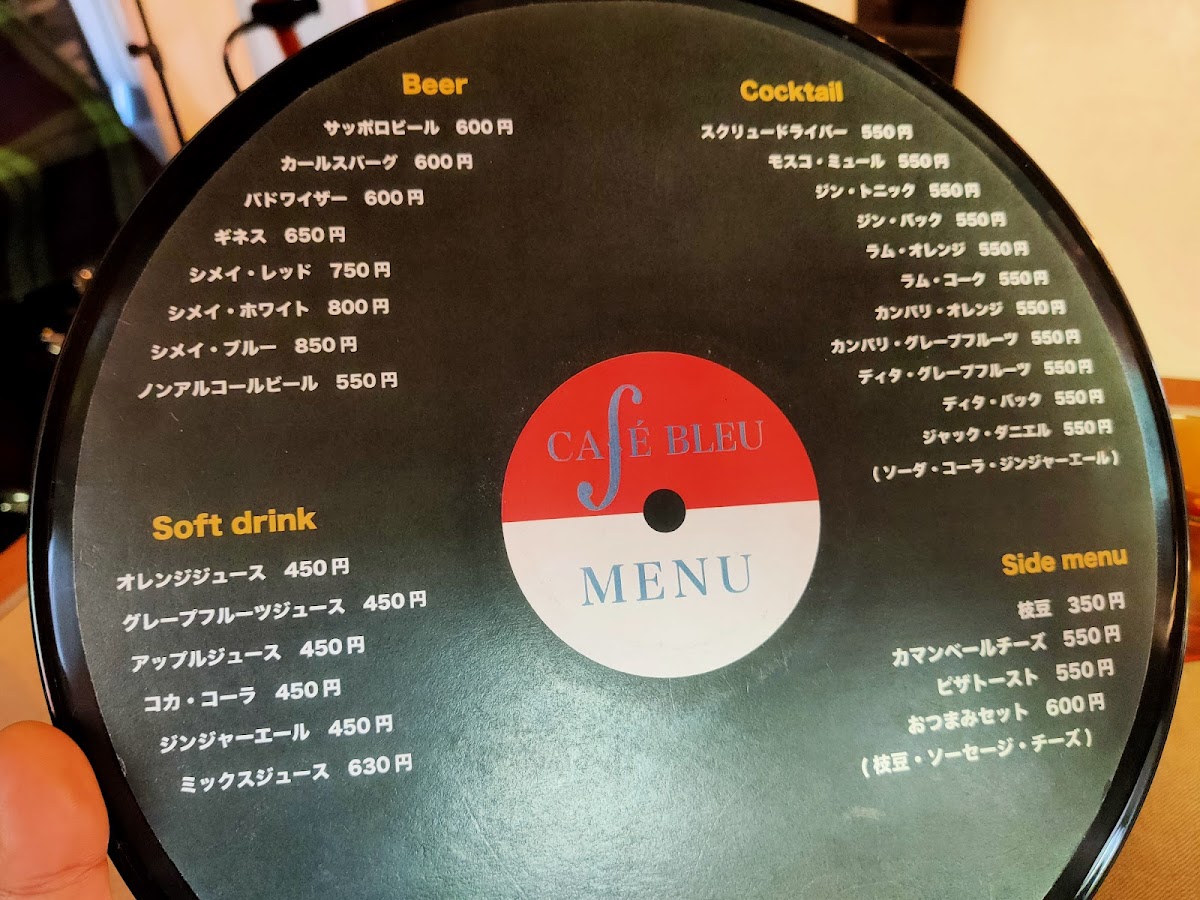 Beer
サッポロビール 600円
カールスバーグ 600円
バドワイザー 600円
ギネス 650円
シメイ・レッド 750円
シメイ・ホワイト 800円
シメイ・ブルー 850円
ノンアルコールビール 550円
Cocktail
スクリュードライバー 550円
モスコ・ミュール 550円
ジン・トニック 550円
ジン・バック 550円
ラム・オレンジ 550円
ラム・コーク 550円
カンパリ・オレンジ 550円
カンパリ・グレープフルーツ 550円
ディタ・グレープフルーツ 550円
ディタ・バック 550円
ジャック・ダニエル 550円
(ソーダ・コーラ・ジンジャーエール)
CAfÉ BLEU
MENU
Soft drink
オレンジジュース 450円
グレープフルーツジュース 450円
アップルジュース 450円
コカ・コーラ 450円
ジンジャーエール 450円
ミックスジュース 630円
Side menu
枝豆 350円
カマンベールチーズ 550円
ピザトースト 550円
おつまみセット 600円
(枝豆・ソーセージ・チーズ)